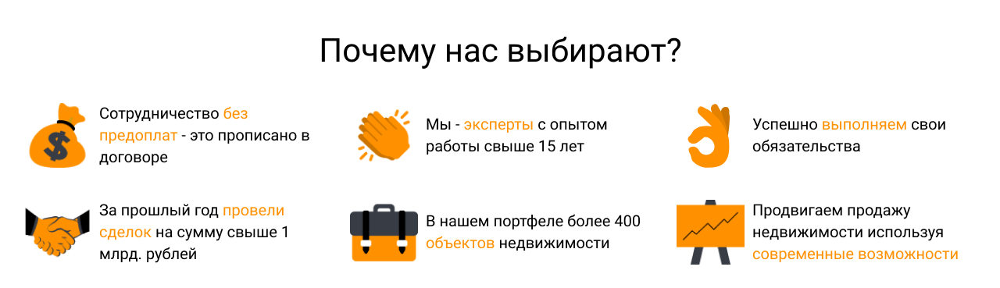 Почему нас выбирают?
Сотрудничество без
предоплат - это прописано в
договоре
Мы - эксперты с опытом
работы свыше 15 лет
Успешно выполняем свои
обязательства
За прошлый год провели
сделок на сумму свыше 1
млрд. рублей
В нашем портфеле более 400
объектов недвижимости
Продвигаем продажу
недвижимости используя
современные возможности